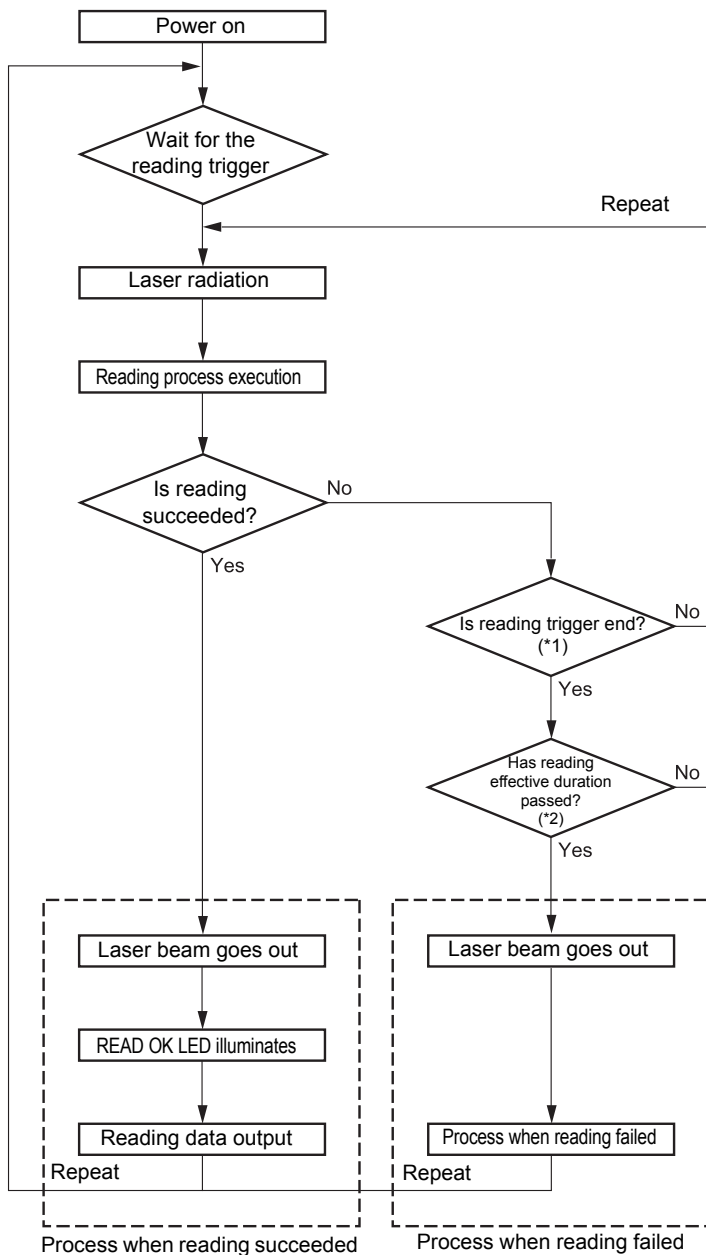 Power on
Wait for the
reading trigger
Repeat
Laser radiation
Reading process execution
Is reading
succeeded?
No
Yes
Is reading trigger end?
(*1)
No
Yes
Has reading
effective duration
passed?
(*2)
No
Yes
Laser beam goes out
READ OK LED illuminates
Reading data output
Repeat
Process when reading succeeded
Laser beam goes out
Process when reading failed
Repeat
Process when reading failed